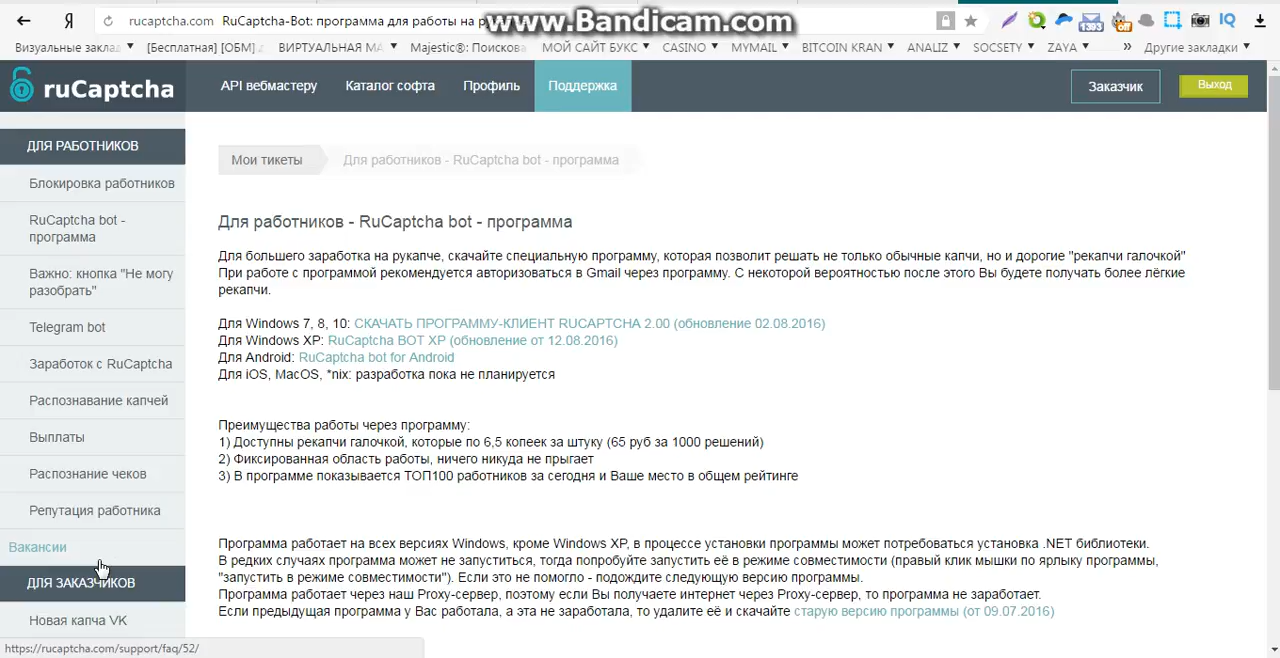 rucaptcha.com RuCaptcha-Bot: программа для работы на
www.Bandicam.com
1393
off
IQ
Визуальные заклад
[Бесплатная] [ОБМ]
ВИРТУАЛЬНАЯ МА
Majestic®: Поискова
МОЙ САЙТ БУКС
CASINO
MYMAIL
BITCOIN KRAN
ANALIZ
SOCSETY
ZAYA
»
Другие закладки
ruCaptcha
API вебмастеру
Каталог софта
Профиль
Поддержка
Заказчик
Выход
ДЛЯ РАБОТНИКОВ
Блокировка работников
RuCaptcha bot -
программа
Важно: кнопка "Не могу
разобрать"
Telegram bot
Заработок с RuCaptcha
Распознавание капчей
Выплаты
Распознание чеков
Репутация работника
Вакансии
ДЛЯ ЗАКАЗЧИКОВ
Новая капча VK
https://rucaptcha.com/support/faq/52/
Мои тикеты
Для работников - RuCaptcha bot - программа
Для работников - RuCaptcha bot - программа
Для большего заработка на рукапче, скачайте специальную программу, которая позволит решать не только обычные капчи, но и дорогие "рекапчи галочкой"
При работе с программой рекомендуется авторизоваться в Gmail через программу. С некоторой вероятностью после этого Вы будете получать более лёгкие
рекапчи.
Для Windows 7, 8, 10: СКАЧАТЬ ПРОГРАММУ-КЛИЕНТ RUCAPTCHA 2.00 (обновление 02.08.2016)
Для Windows XP: RuCaptcha BOT XP (обновление от 12.08.2016)
Для Android: RuCaptcha bot for Android
Для iOS, MacOS, *nix: разработка пока не планируется
Преимущества работы через программу:
1) Доступны рекапчи галочкой, которые по 6,5 копеек за штуку (65 руб за 1000 решений)
2) Фиксированная область работы, ничего никуда не прыгает
3) В программе показывается ТОП100 работников за сегодня и Ваше место в общем рейтинге
Программа работает на всех версиях Windows, кроме Windows XP, в процессе установки программы может потребоваться установка .NET библиотеки.
В редких случаях программа может не запуститься, тогда попробуйте запустить её в режиме совместимости (правый клик мышки по ярлыку программы,
"запустить в режиме совместимости"). Если это не помогло - подождите следующую версию программы.
Программа работает через наш Proxy-сервер, поэтому если Вы получаете интернет через Proxy-сервер, то программа не заработает.
Если предыдущая программа у Вас работала, а эта не заработала, то удалите её и скачайте старую версию программы (от 09.07.2016)